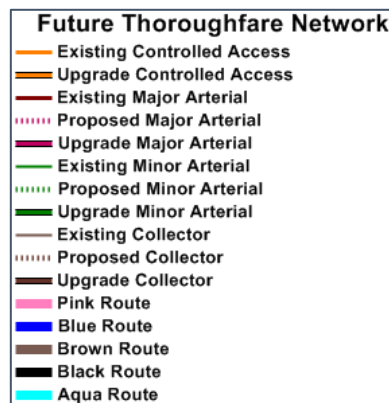 Future Thoroughfare Network
Existing Controlled Access
Upgrade Controlled Access
Existing Major Arterial
Proposed Major Arterial
Upgrade Major Arterial
Existing Minor Arterial
Proposed Minor Arterial
Upgrade Minor Arterial
Existing Collector
Proposed Collector
Upgrade Collector
Pink Route
Blue Route
Brown Route
Black Route
Aqua Route